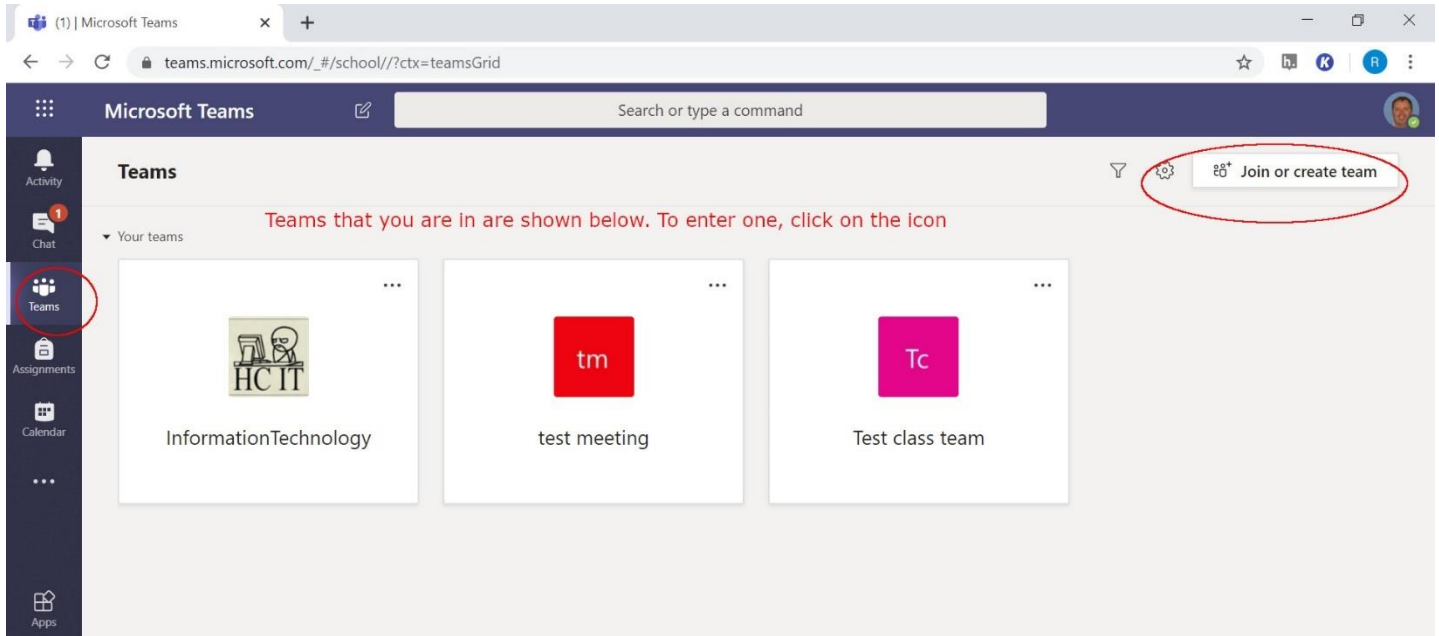 (1) | Microsoft Teams
teams.microsoft.com/_#/school//?ctx=teamsGrid
h.
K
R
Microsoft Teams
Search or type a command
Activity
Teams
Join or create team
1
Chat
Teams that you are in are shown below. To enter one, click on the icon
Your teams
Teams
Assignments
Calendar
HC IT
tm
Tc
InformationTechnology
test meeting
Test class team
Apps